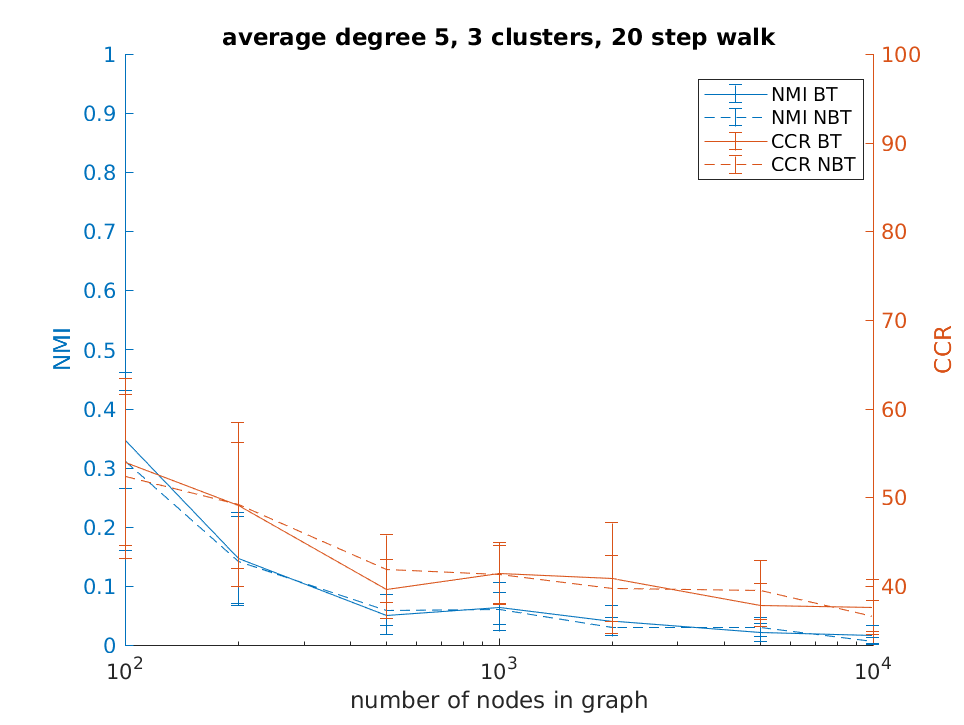 average degree 5, 3 clusters, 20 step walk
1
0.9
0.8
0.7
0.6
0.5
0.4
0.3
0.2
0.1
0
NMI
100
90
80
70
60
50
40
CCR
NMI BT
NMI NBT
CCR BT
CCR NBT
10²
10³
10⁴
number of nodes in graph